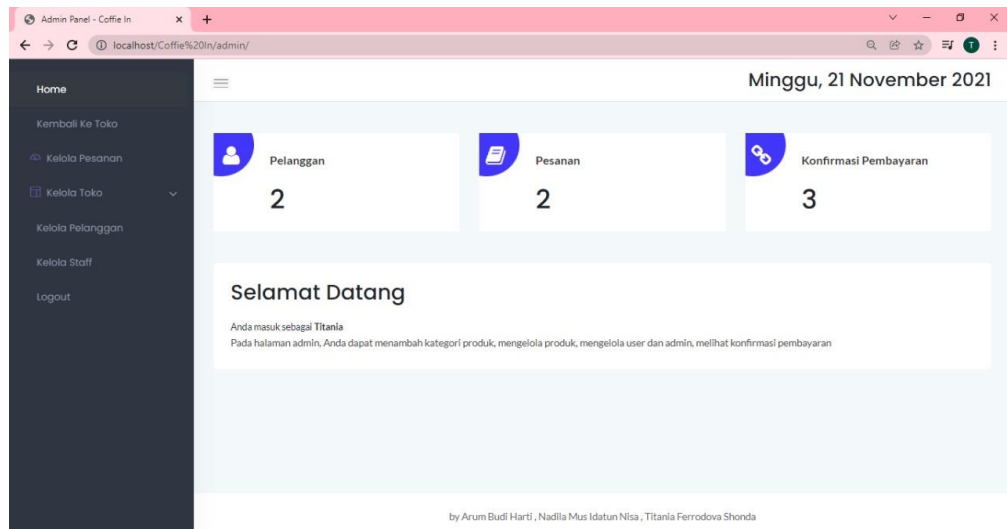 Admin Panel - Coffie In
localhost/Coffie%20In/admin/
T
Home
Kembali Ke Toko
Kelola Pesanan
Kelola Toko
Kelola Pelanggan
Kelola Staff
Logout
Minggu, 21 November 2021
Pelanggan
2
Pesanan
2
Konfirmasi Pembayaran
3
Selamat Datang
Anda masuk sebagai Titania
Pada halaman admin, Anda dapat menambah kategori produk, mengelola produk, mengelola user dan admin, melihat konfirmasi pembayaran
by Arum Budi Harti , Nadila Mus Idatun Nisa , Titania Ferrodova Shonda